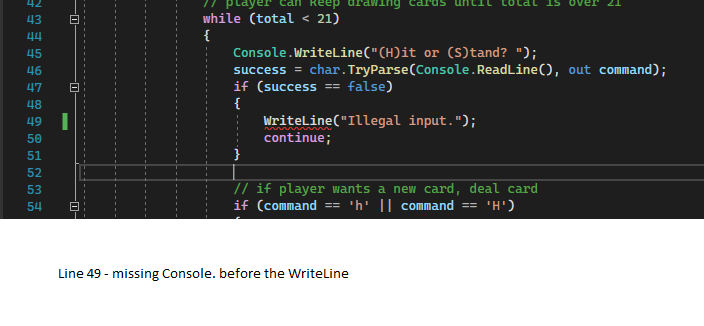 42 // player can keep drawing cards until total is over 21
43 while (total < 21)
44 {
45 Console.WriteLine("(H)it or (S)tand? ");
46 success = char.TryParse(Console.ReadLine(), out command);
47 if (success == false)
48 {
49 WriteLine("Illegal input.");
50 continue;
51 }
52
53 // if player wants a new card, deal card
54 if (command == 'h' || command == 'H')
Line 49 - missing Console. before the WriteLine